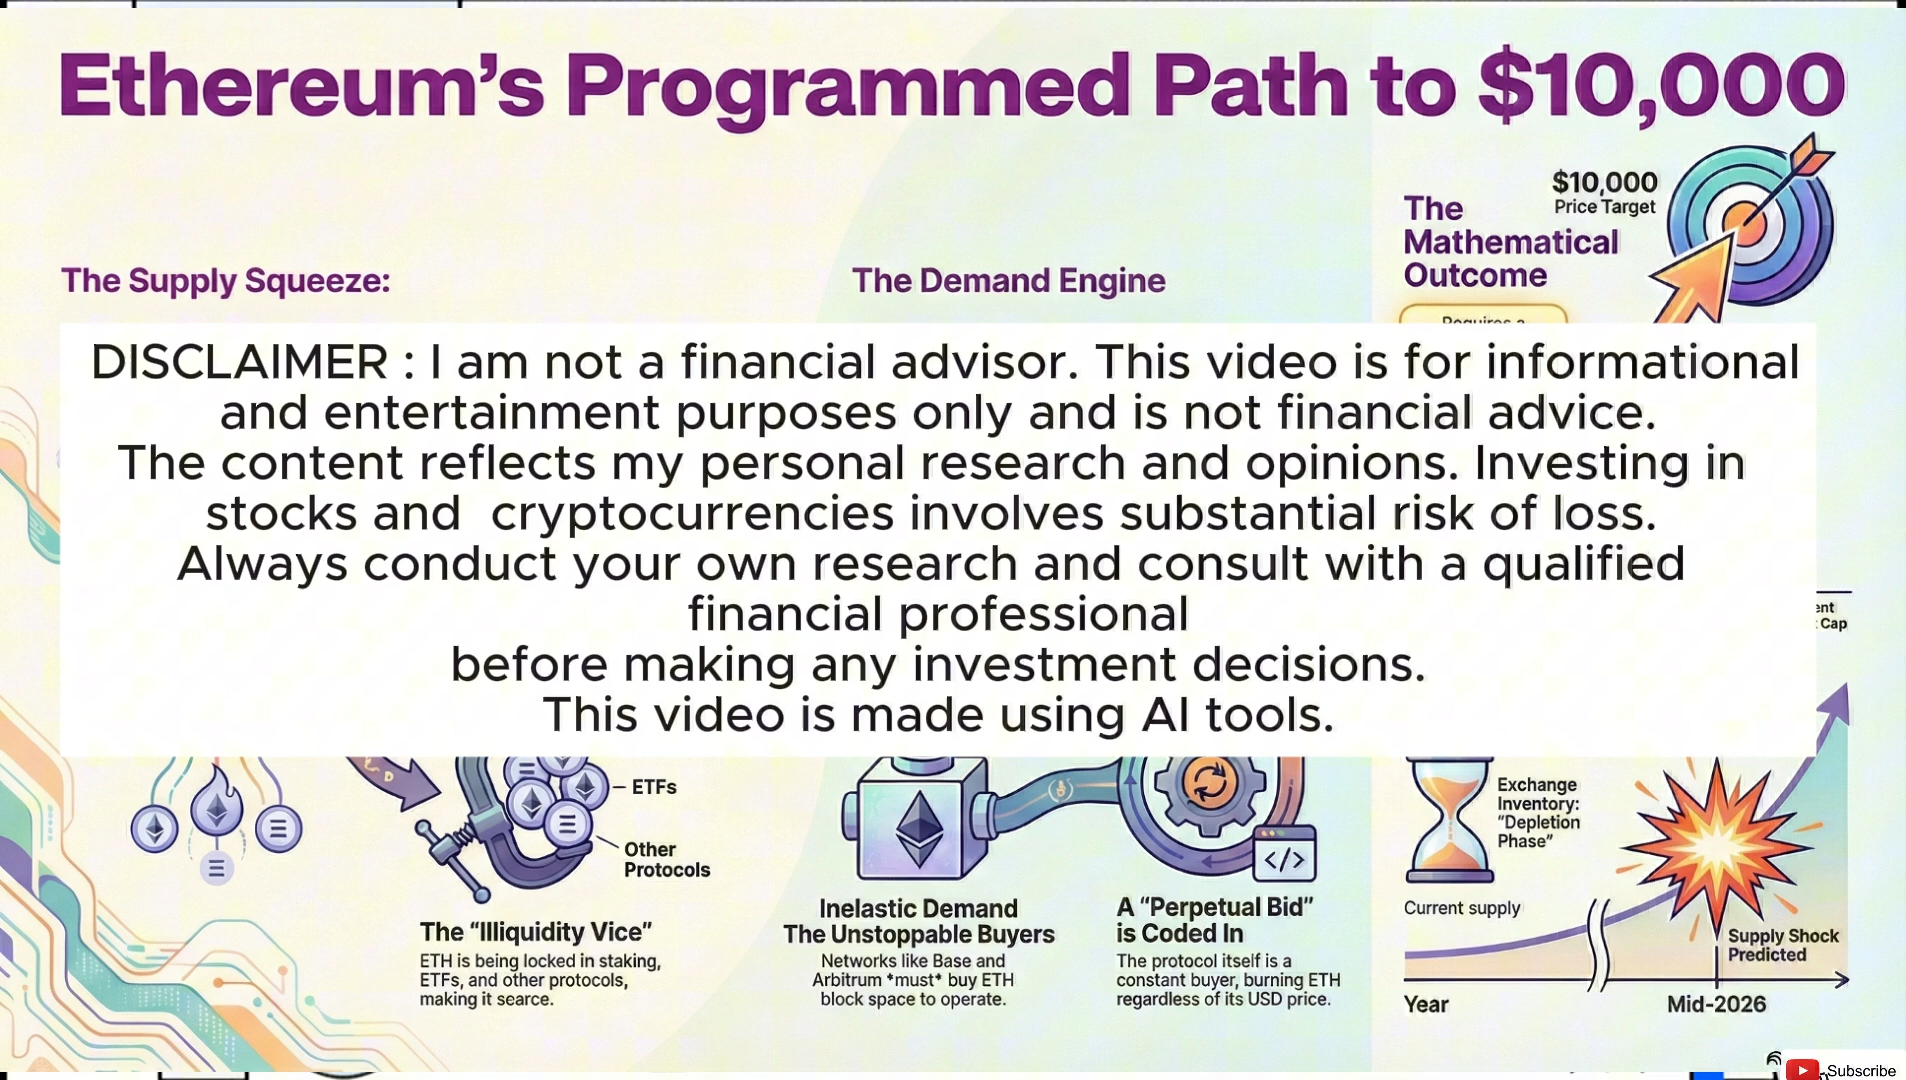 Ethereum's Programmed Path to $10,000
$10,000
Price Target
The
Mathematical
Outcome
The Supply Squeeze:
The Demand Engine
Requires a
DISCLAIMER : I am not a financial advisor. This video is for informational
and entertainment purposes only and is not financial advice.
The content reflects my personal research and opinions. Investing in
stocks and cryptocurrencies involves substantial risk of loss.
Always conduct your own research and consult with a qualified
financial professional
before making any investment decisions.
This video is made using AI tools.
Cap
ETFs
Other
Protocols
The "Illiquidity Vice"
ETH is being locked in staking,
ETFs, and other protocols,
making it searce.
Inelastic Demand
The Unstoppable Buyers
Networks like Base and
Arbitrum *must* buy ETH
block space to operate.
</>
A "Perpetual Bid"
is Coded In
The protocol itself is a
constant buyer, burning ETH
regardless of its USD price.
Exchange
Inventory:
"Depletion
Phase"
Current supply
Supply Shock
Predicted
Year
Mid-2026
Subscribe